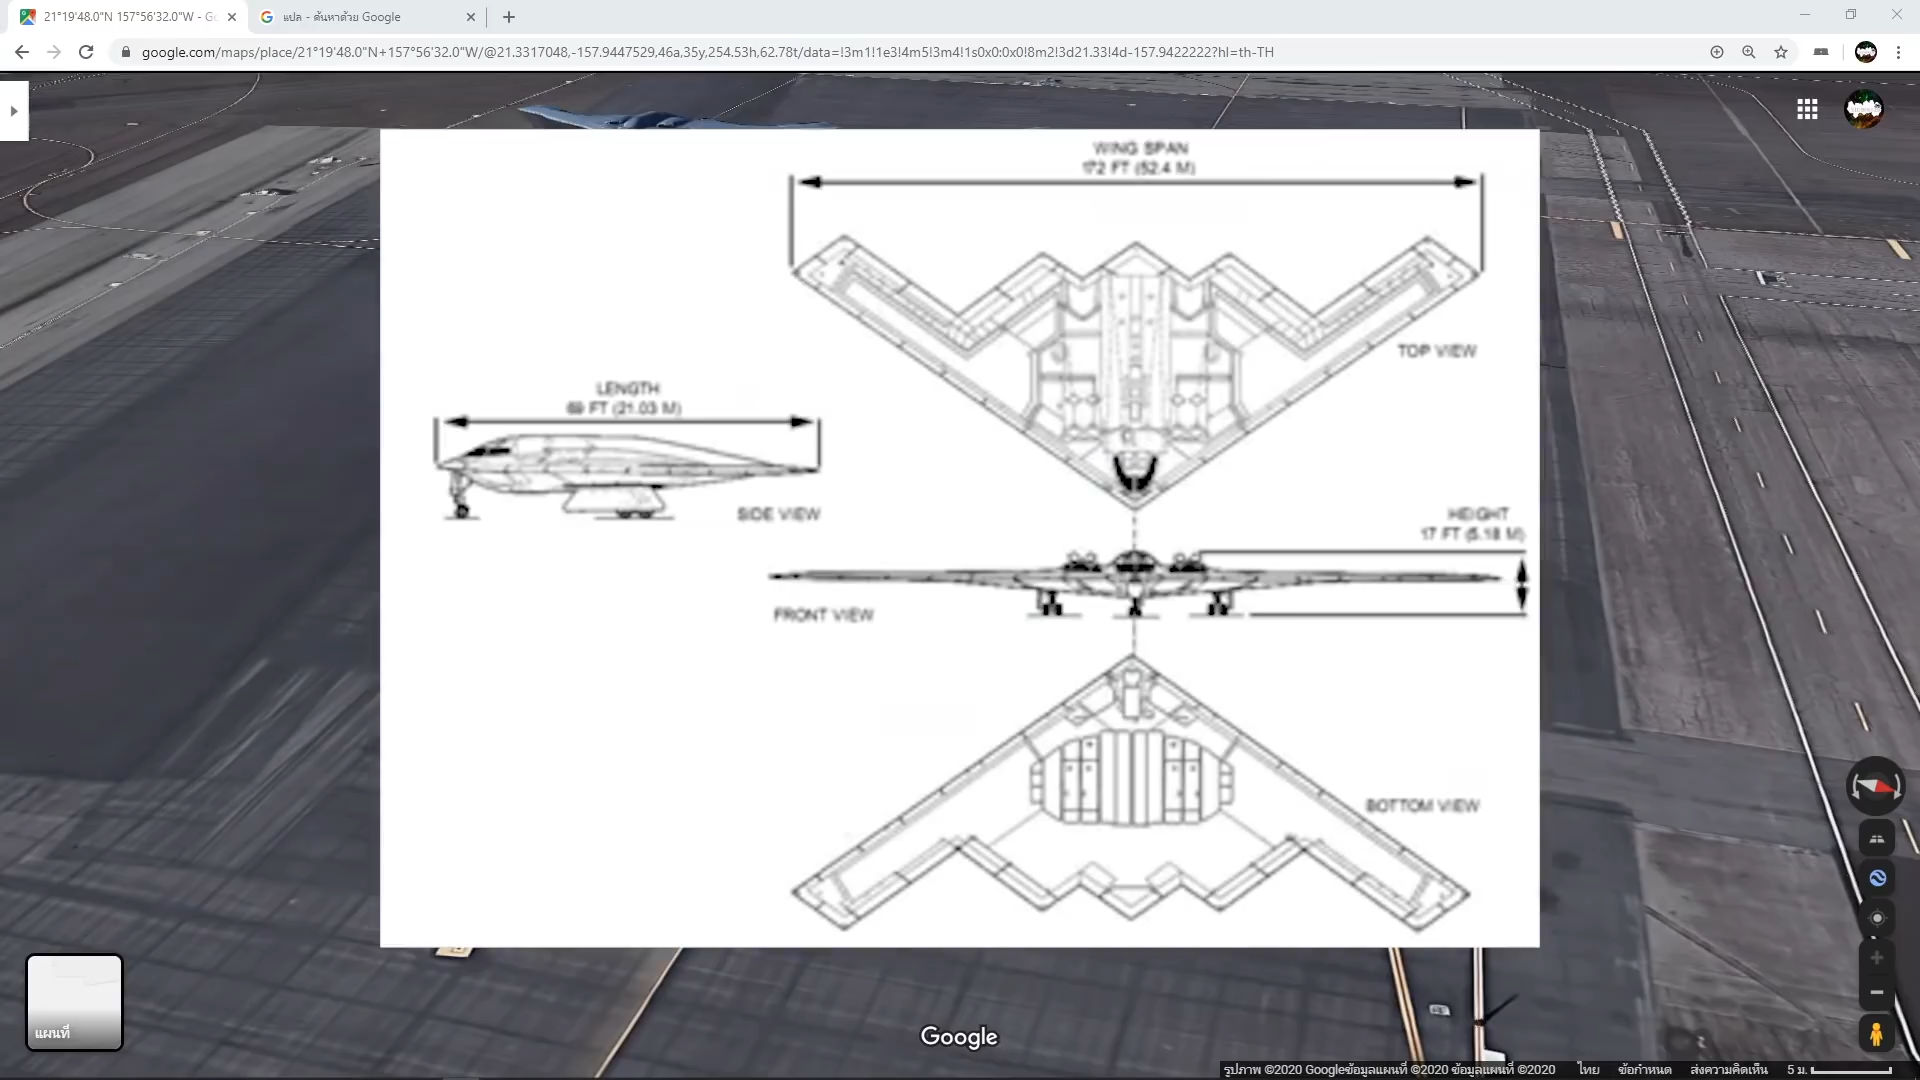 21°19'48.0"N 157°56'32.0"W - Go
แปล - ค้นหาด้วย Google
google.com/maps/place/21°19'48.0"N+157°56'32.0"W/@21.3317048,-157.9447529,46a,35y,254.53h,62.78t/data=!3m1!1e3!4m5!3m4!1s0x0:0x0!8m2!3d21.33!4d-157.9422222?hl=th-TH
WING SPAN
172 FT (52.4 M)
TOP VIEW
LENGTH
69 FT (21.03 M)
SIDE VIEW
HEIGHT
17 FT (5.18 M)
FRONT VIEW
BOTTOM VIEW
แผนที่
Google
รูปภาพ ©2020 Googleข้อมูลแผนที่ ©2020 ข้อมูลแผนที่ ©2020 ไทย ข้อกำหนด ส่งความคิดเห็น 5 ม.